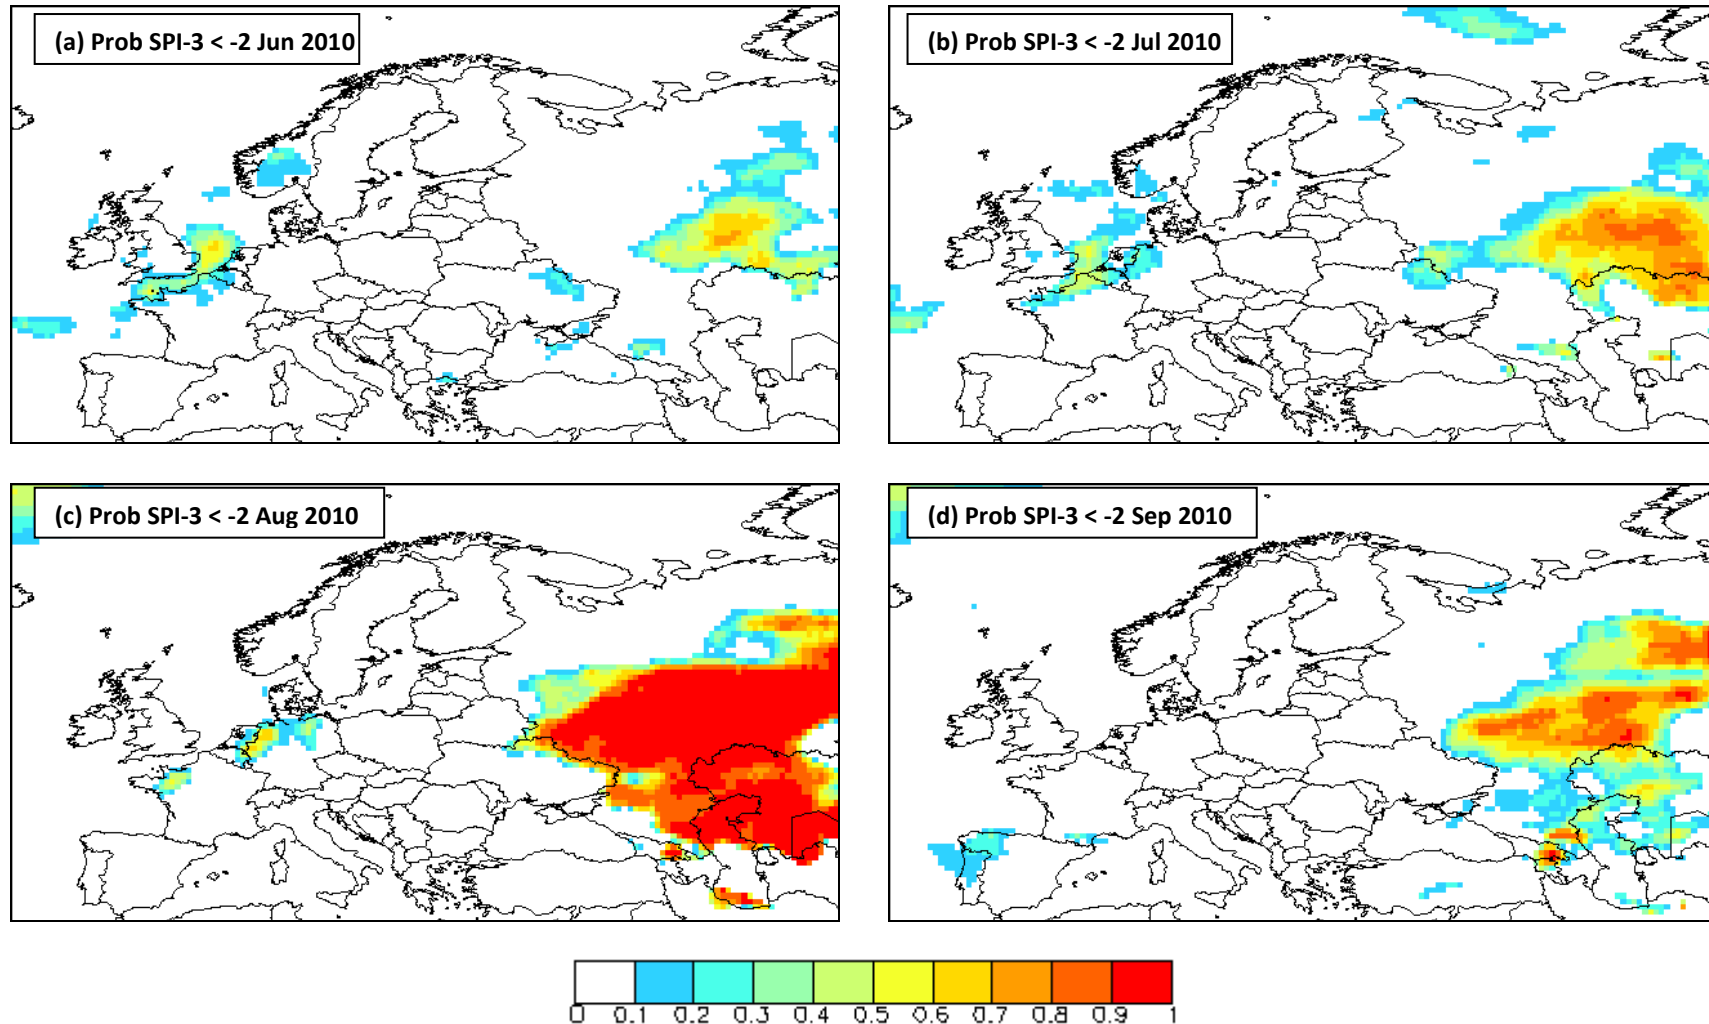 (a) Prob SPI-3 < -2 Jun 2010
(b) Prob SPI-3 < -2 Jul 2010
(c) Prob SPI-3 < -2 Aug 2010
(d) Prob SPI-3 < -2 Sep 2010
0 0.1 0.2 0.3 0.4 0.5 0.6 0.7 0.8 0.9 1